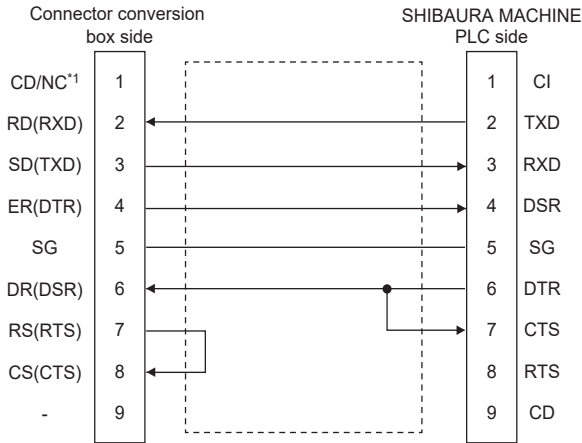 Connector conversion
box side
SHIBAURA MACHINE
PLC side
CD/NC*1 1 1 CI
RD(RXD) 2 2 TXD
SD(TXD) 3 3 RXD
ER(DTR) 4 4 DSR
SG 5 5 SG
DR(DSR) 6 6 DTR
RS(RTS) 7 7 CTS
CS(CTS) 8 8 RTS
- 9 9 CD